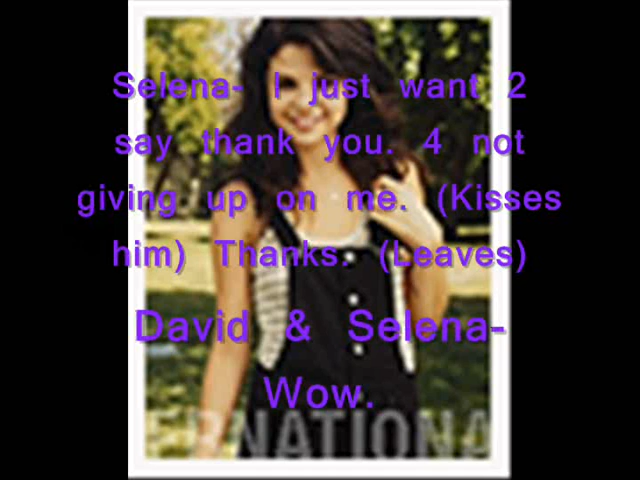 Selena- I just want 2
say thank you. 4 not
giving up on me. (Kisses
him) Thanks. (Leaves)
David & Selena-
Wow.
ERNATIONA